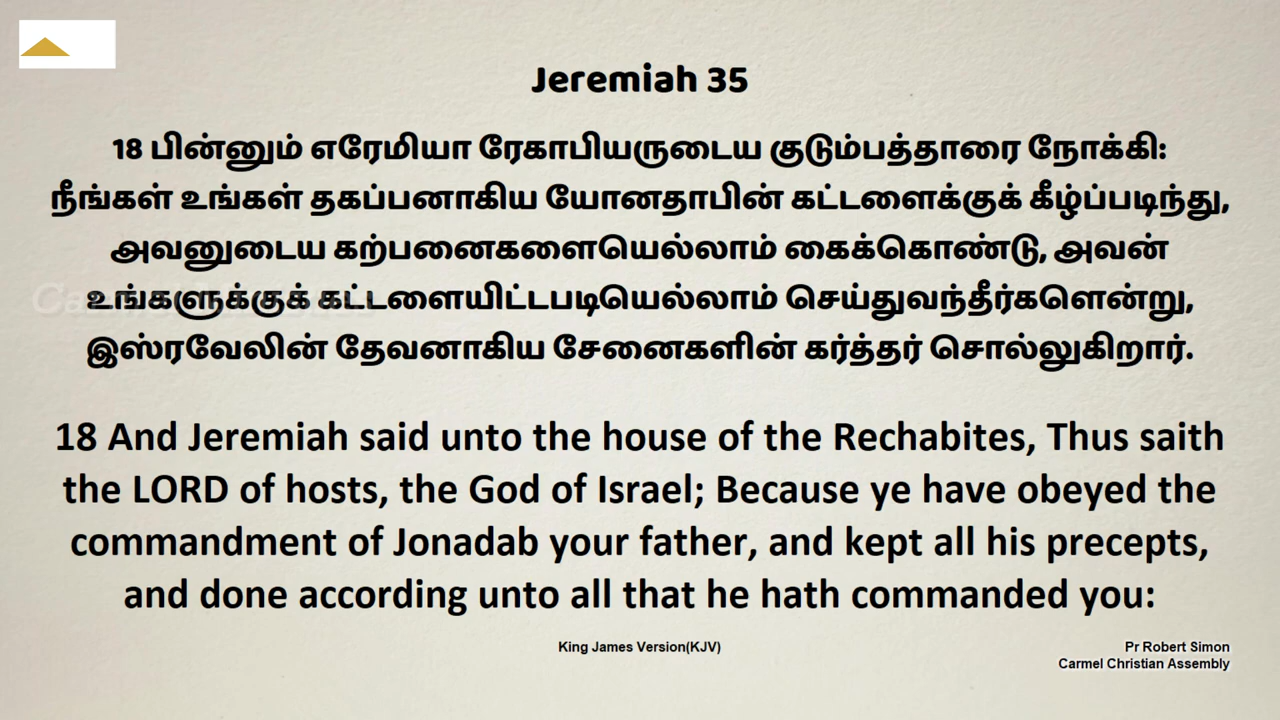 Jeremiah 35
18 பின்னும் எரேமியா ரேகாபியருடைய குடும்பத்தாரை நோக்கி:
நீங்கள் உங்கள் தகப்பனாகிய யோனதாபின் கட்டளைக்குக் கீழ்ப்படிந்து,
அவனுடைய கற்பனைகளையெல்லாம் கைக்கொண்டு, அவன்
உங்களுக்குக் கட்டளையிட்டபடியெல்லாம் செய்துவந்தீர்களென்று,
இஸ்ரவேலின் தேவனாகிய சேனைகளின் கர்த்தர் சொல்லுகிறார்.
18 And Jeremiah said unto the house of the Rechabites, Thus saith
the LORD of hosts, the God of Israel; Because ye have obeyed the
commandment of Jonadab your father, and kept all his precepts,
and done according unto all that he hath commanded you:
King James Version(KJV)
Pr Robert Simon
Carmel Christian Assembly